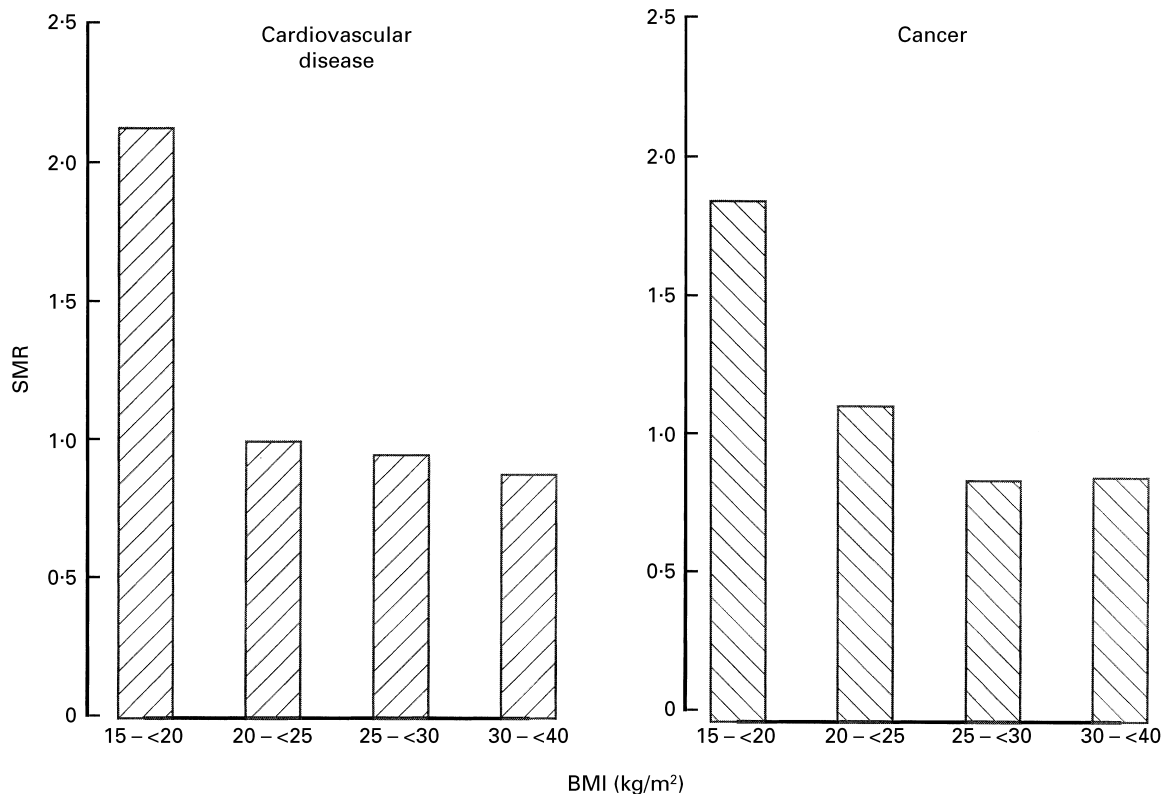 Cardiovascular
disease
2·5
2·0
1·5
1·0
0·5
0
SMR
15 – <20
20 – <25
25 – <30
30 – <40
Cancer
2·5
2·0
1·5
1·0
0·5
0
15 – <20
20 – <25
25 – <30
30 – <40
BMI (kg/m²)